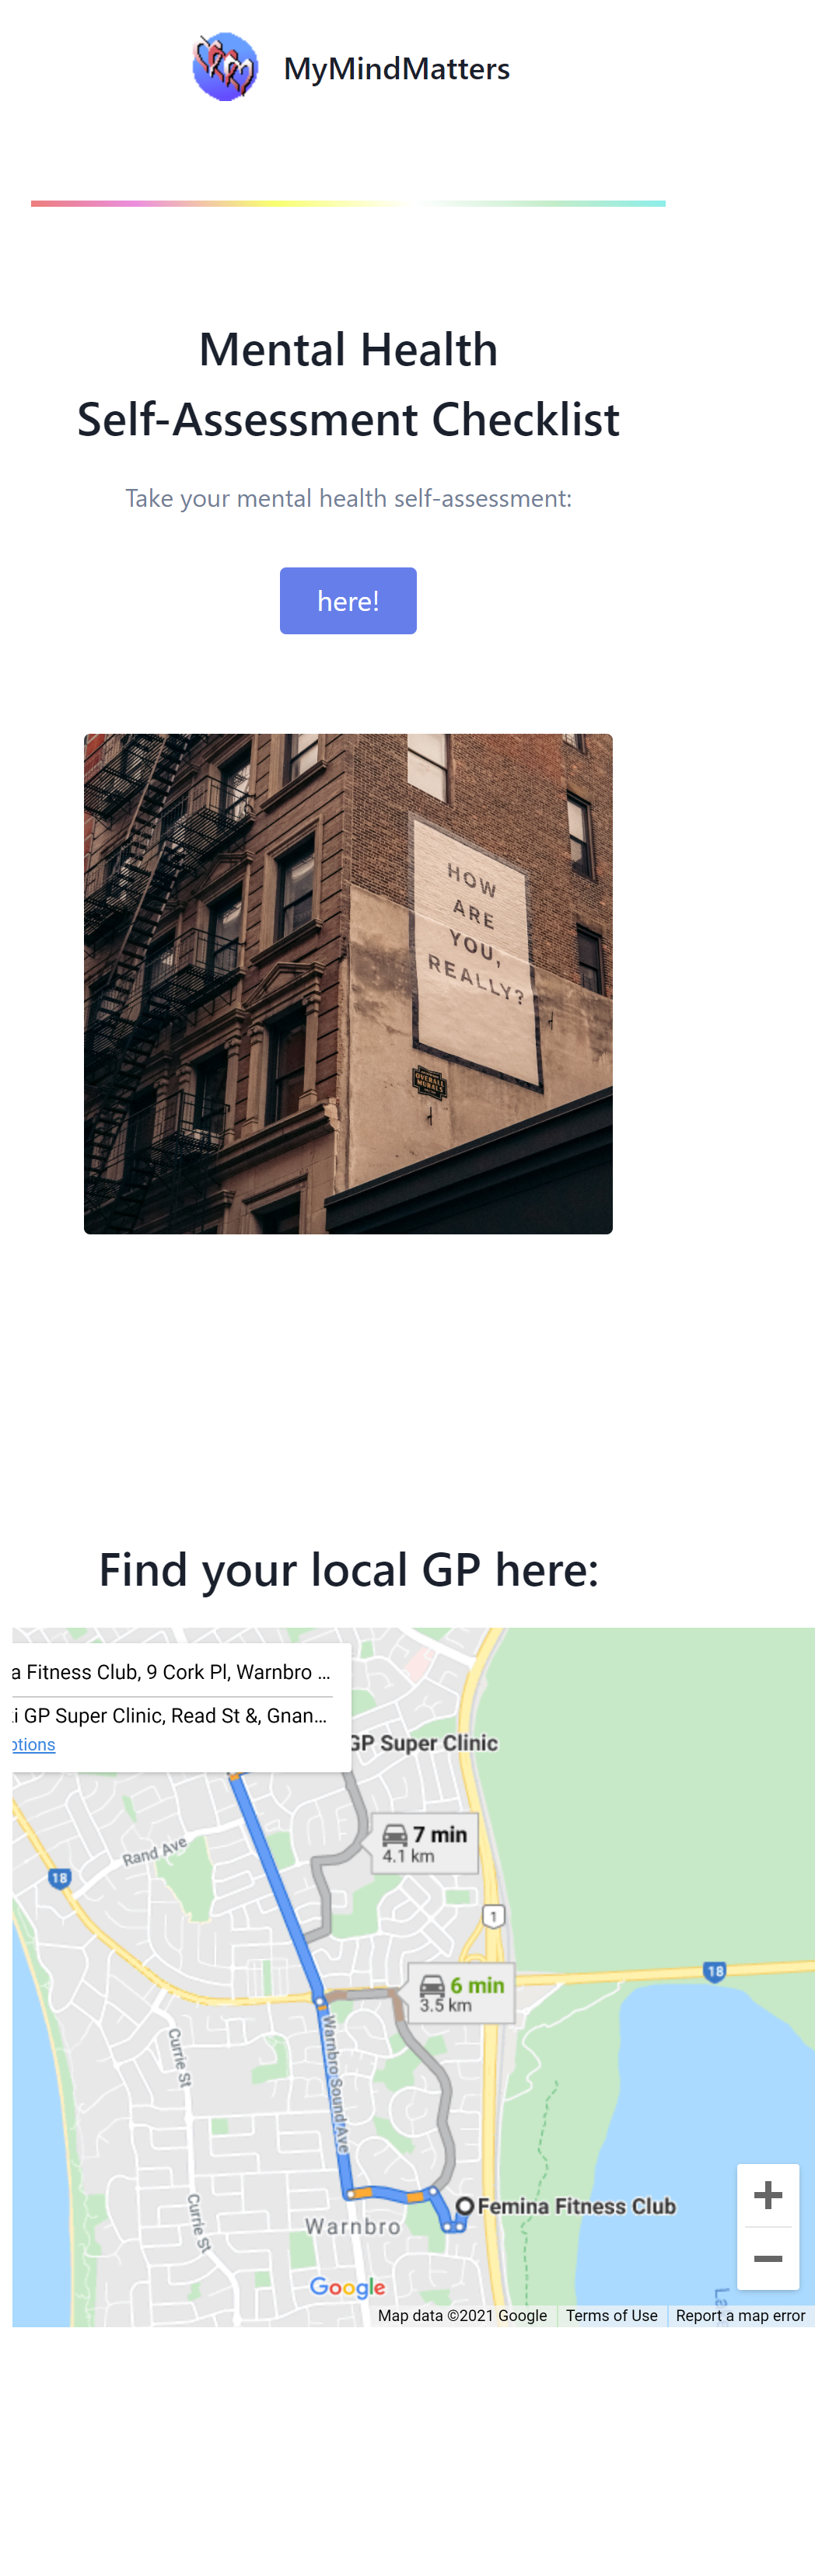 MyMindMatters
Mental Health
Self-Assessment Checklist
Take your mental health self-assessment:
here!
HOW
ARE
YOU,
REALLY?
OVERALL
MURALS
Find your local GP here:
a Fitness Club, 9 Cork Pl, Warnbro ...
i GP Super Clinic, Read St &, Gnan...
ptions
GP Super Clinic
7 min
4.1 km
Rand Ave
18
1
18
6 min
3.5 km
Currie St
Warnbro Sound Ave
Currie St
Femina Fitness Club
Warnbro
Google
La
Map data ©2021 Google
Terms of Use
Report a map error